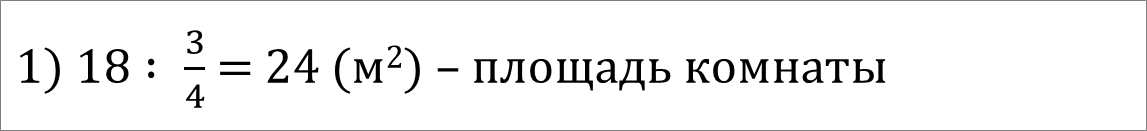 1) 18 : 3/4 = 24 (м²) – площадь комнаты